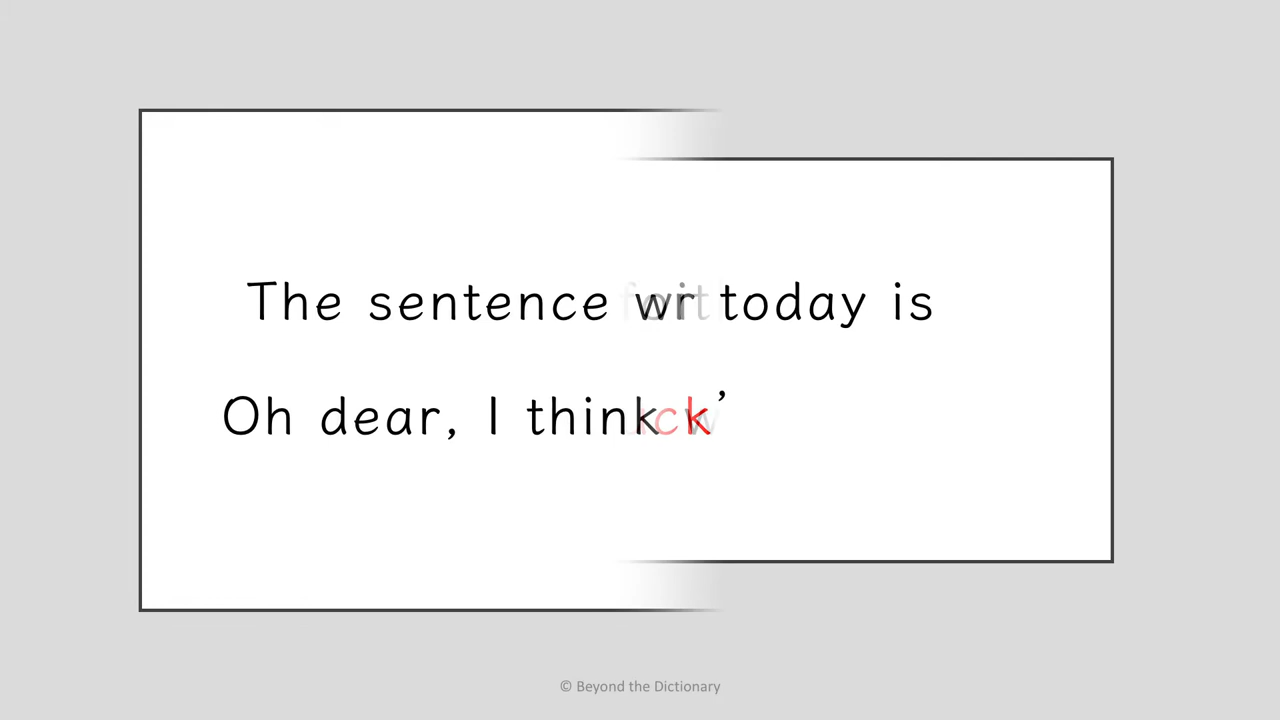 The sentence today is
Oh dear, I think
© Beyond the Dictionary